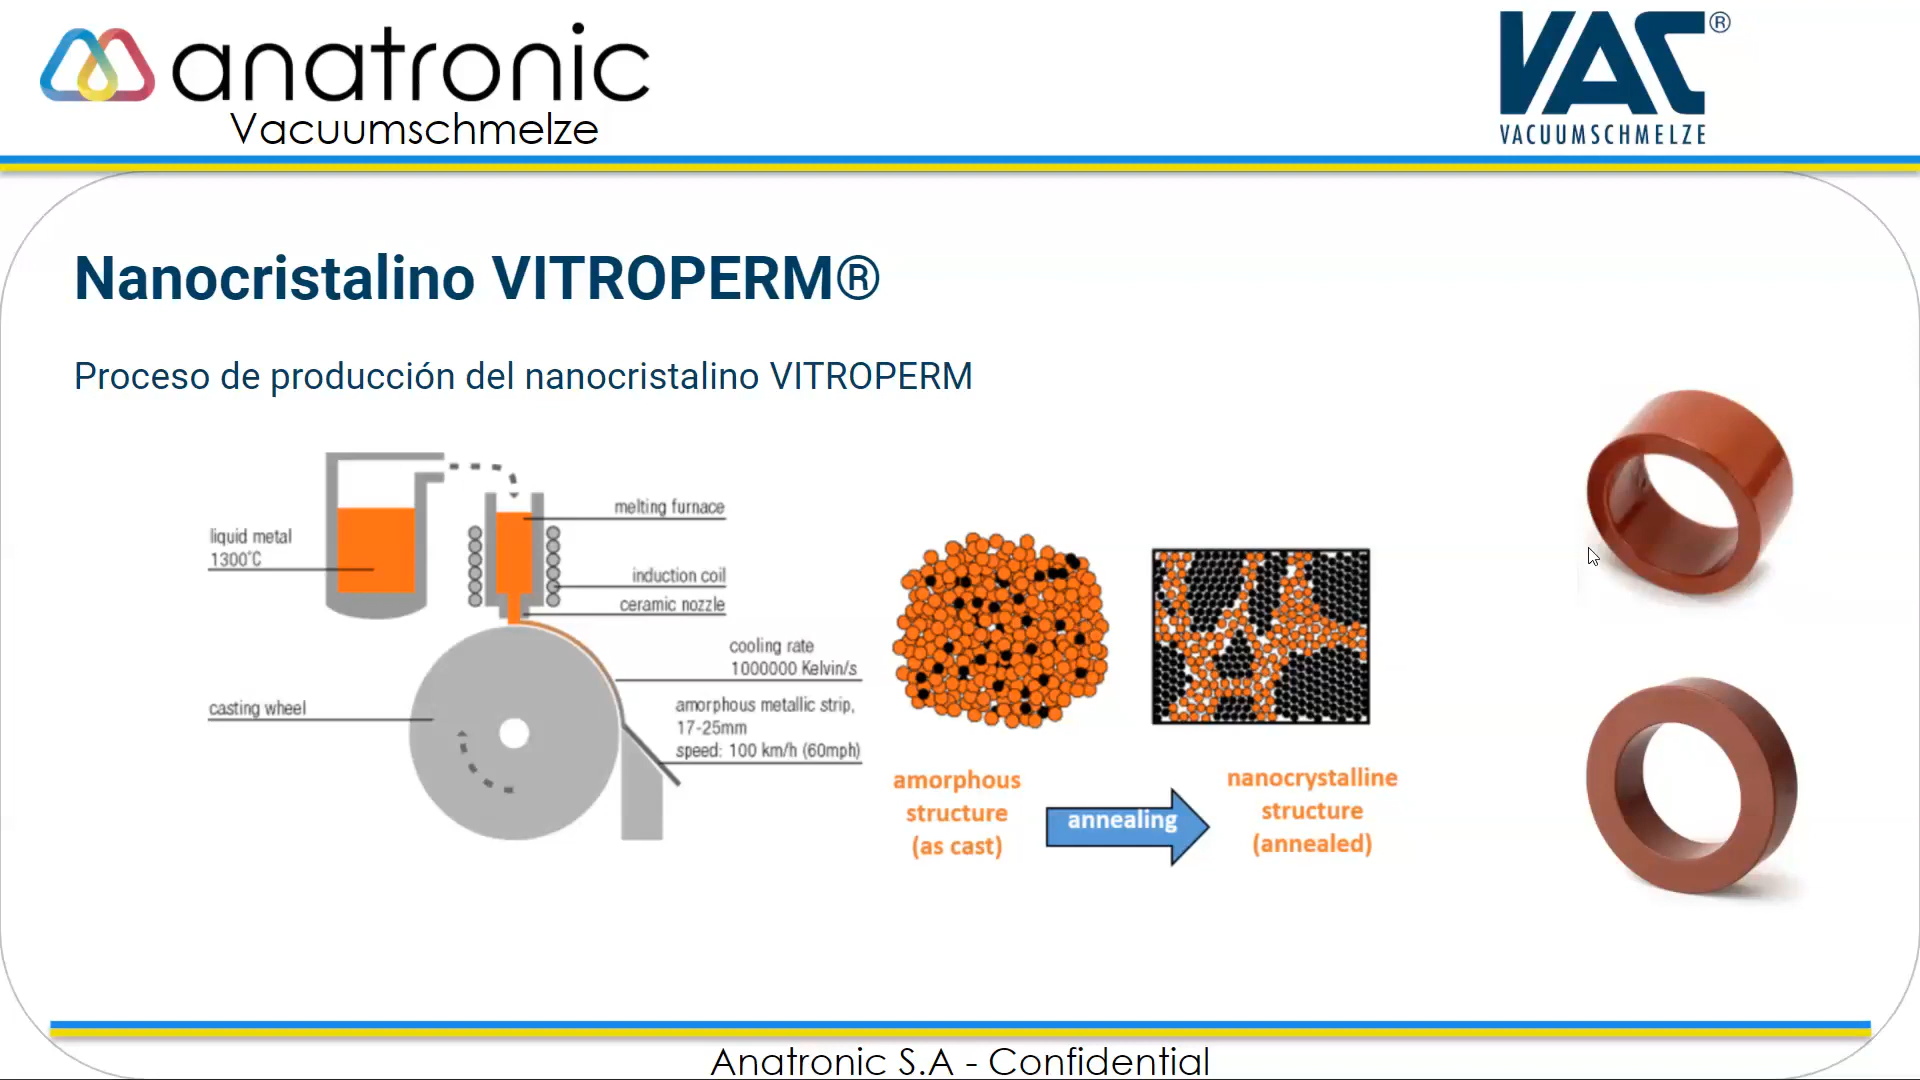 anatronic
Vacuumschmelze
VAC®
VACUUMSCHMELZE
Nanocristalino VITROPERM®
Proceso de producción del nanocristalino VITROPERM
liquid metal
1300°C
melting furnace
induction coil
ceramic nozzle
cooling rate
1000000 Kelvin/s
casting wheel
amorphous metallic strip,
17-25mm
speed: 100 km/h (60mph)
amorphous
structure
(as cast)
annealing
nanocrystalline
structure
(annealed)
Anatronic S.A - Confidential